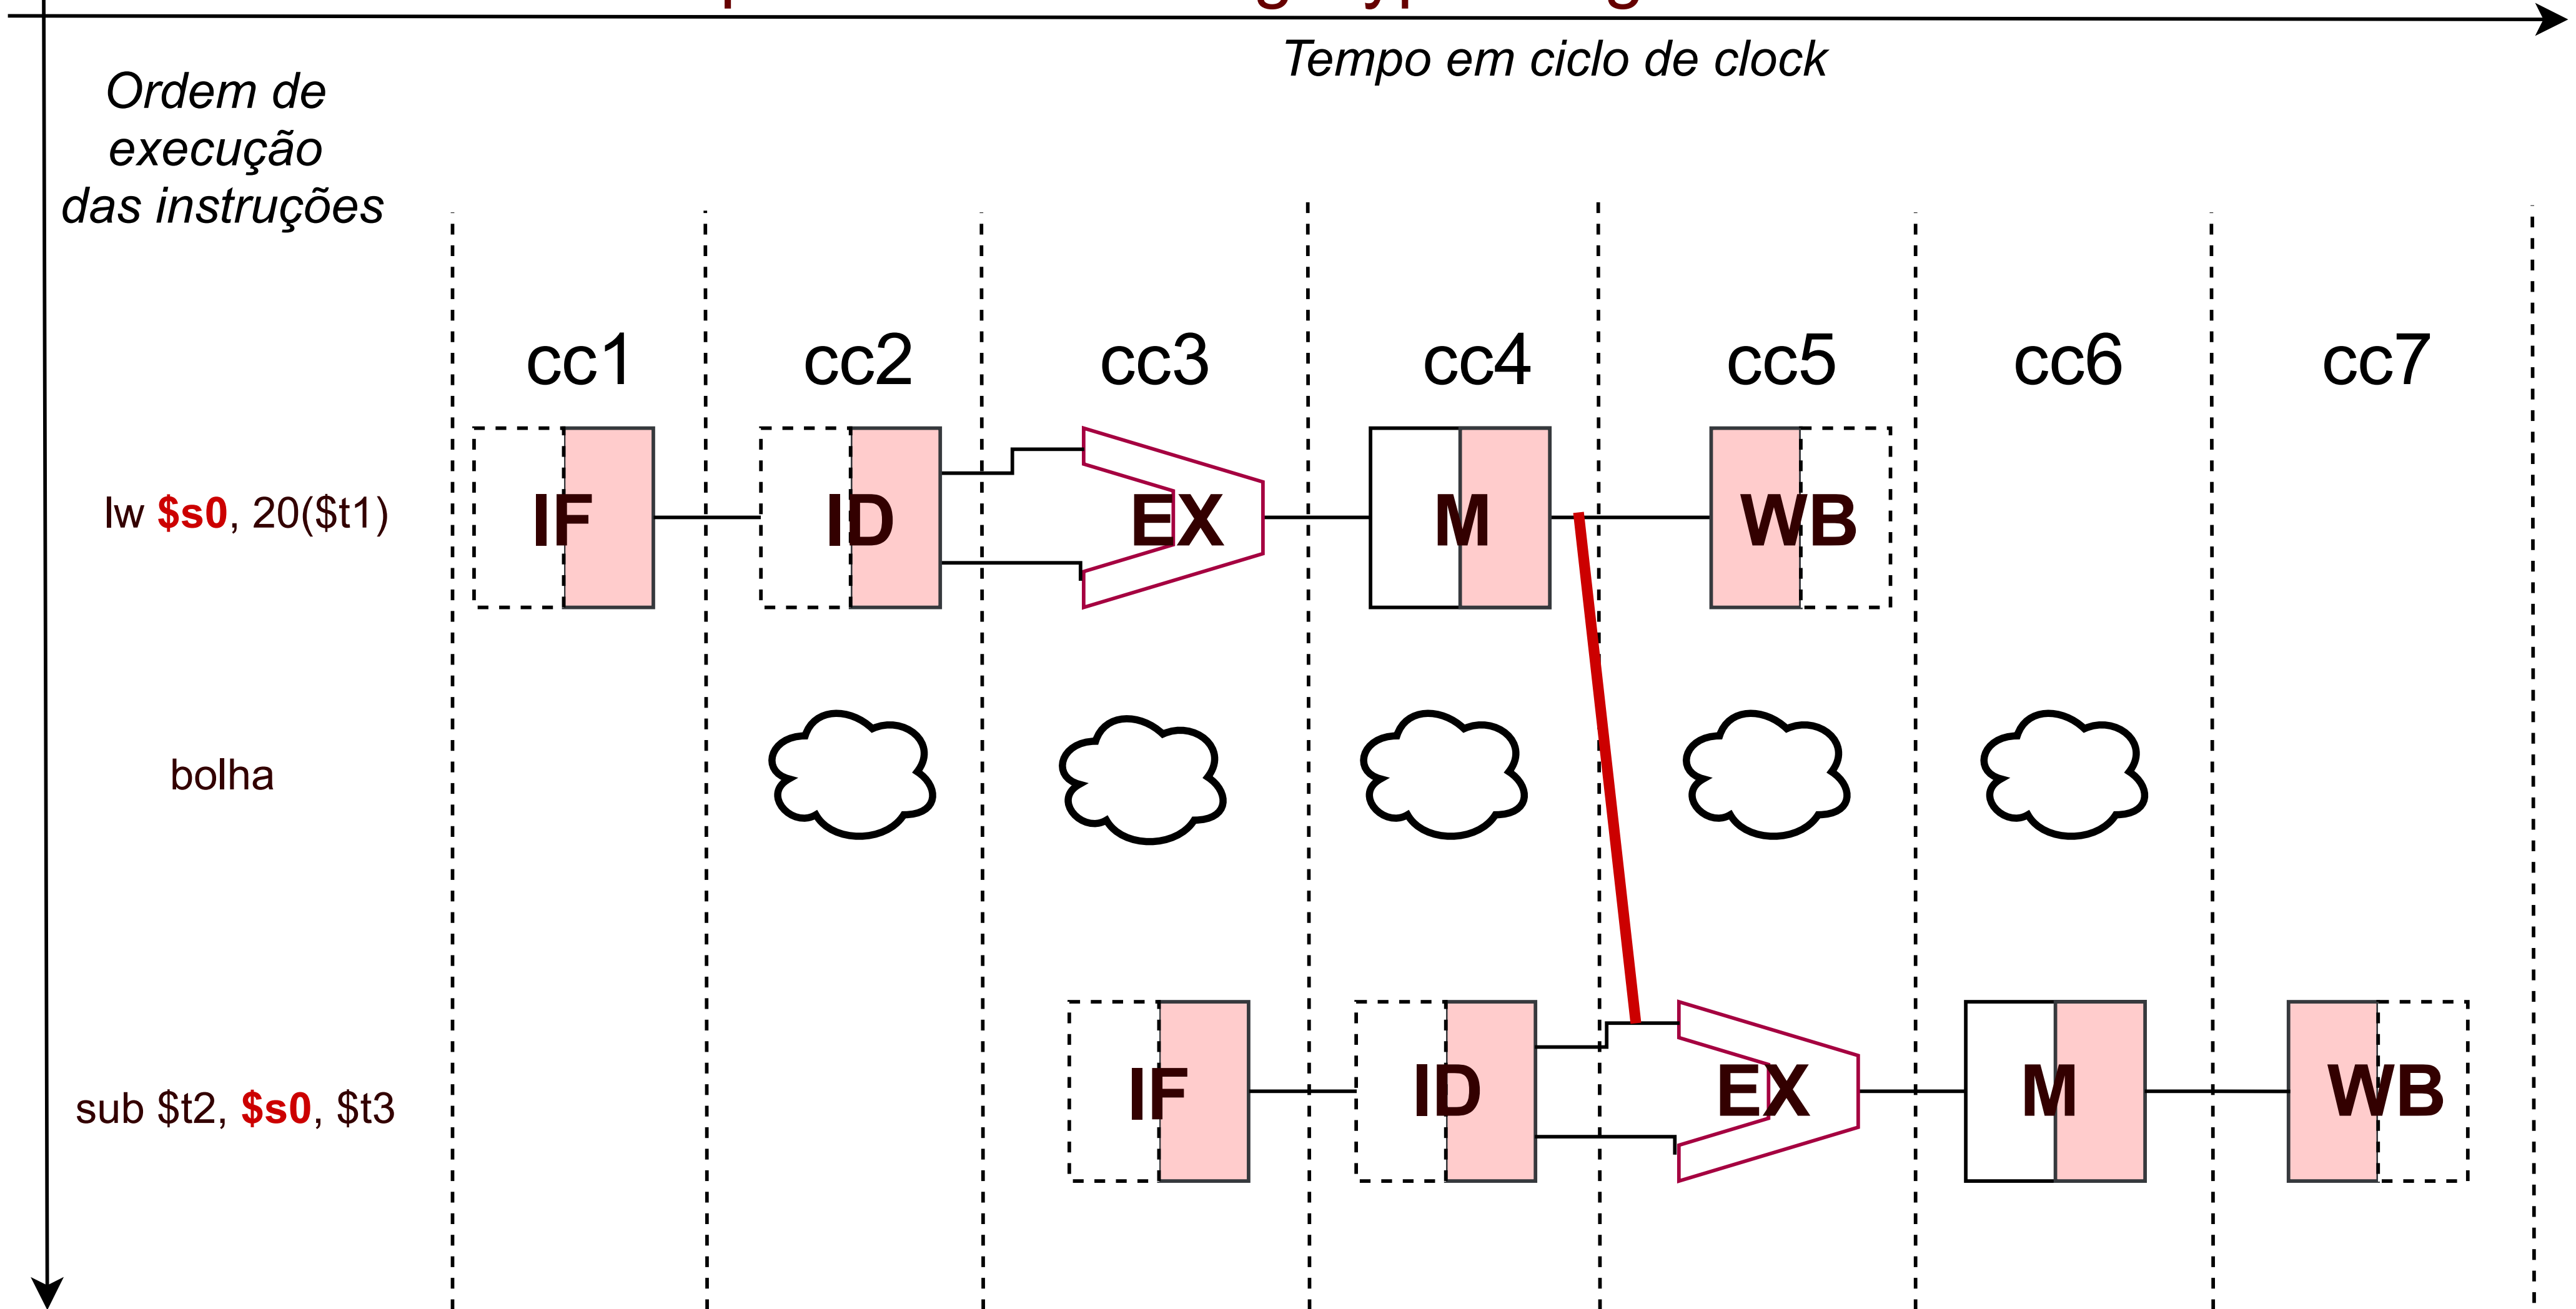 Tempo em ciclo de clock
Ordem de
execução
das instruções
cc1 cc2 cc3 cc4 cc5 cc6 cc7
lw $s0, 20($t1)
IF ID EX M WB
bolha
sub $t2, $s0, $t3
IF ID EX M WB